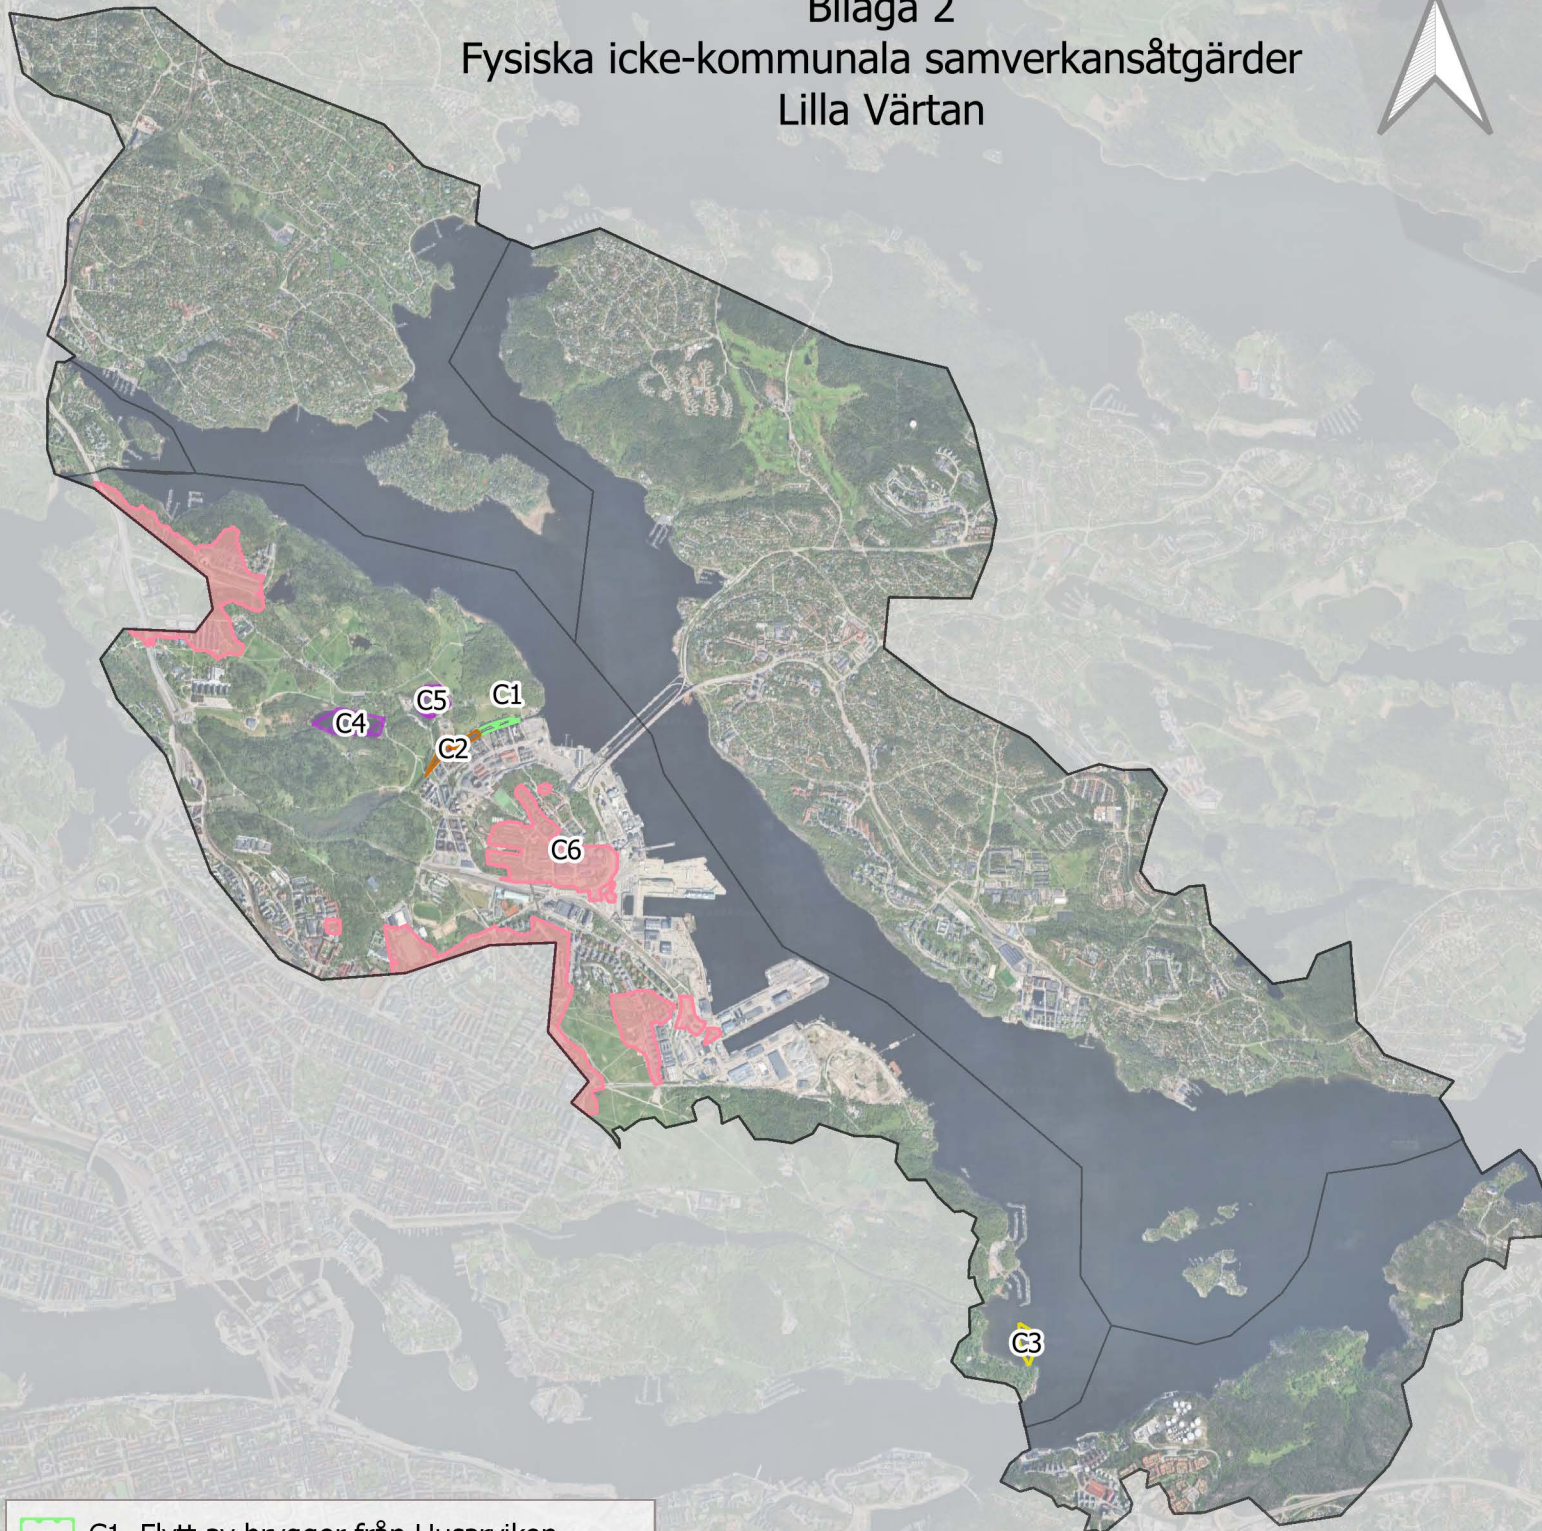 Bilaga 2
Fysiska icke-kommunala samverkansåtgärder
Lilla Värtan
C5
C1
C4
C2
C6
C3
C1. Flytt av bryggor från Husarviken